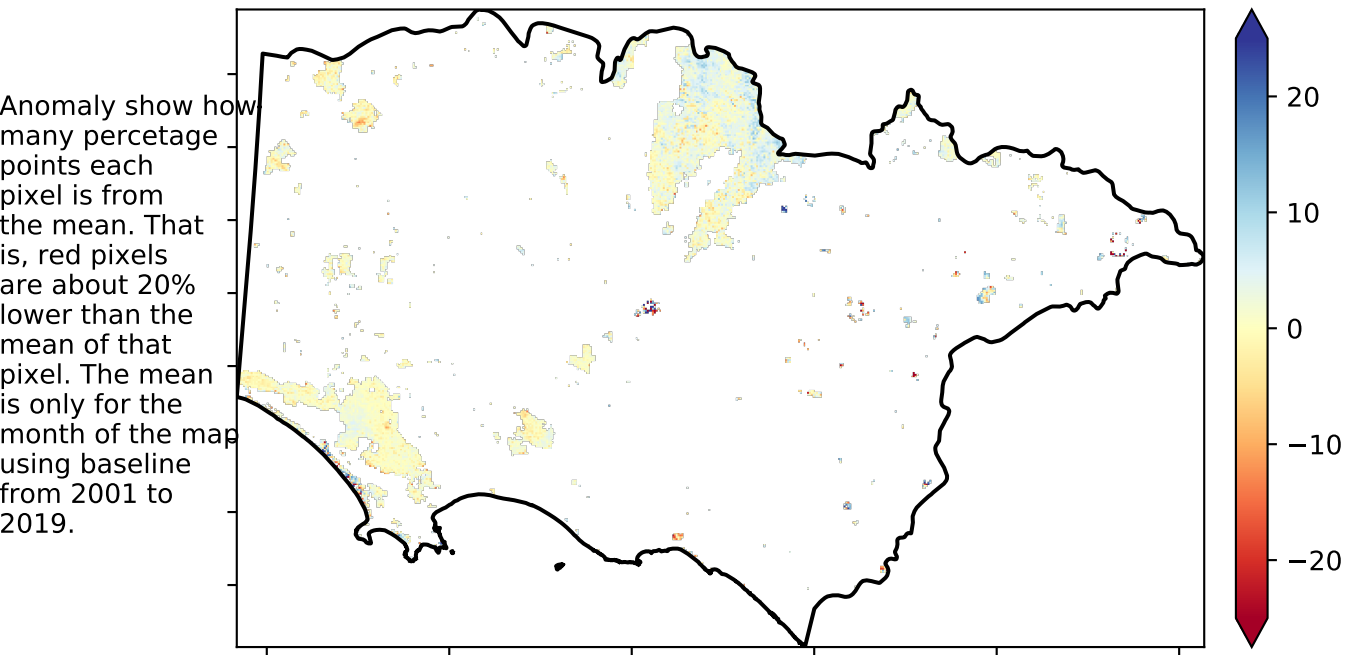 Anomaly show how
many percetage
points each
pixel is from
the mean. That
is, red pixels
are about 20%
lower than the
mean of that
pixel. The mean
is only for the
month of the map
using baseline
from 2001 to
2019.
20
10
0
−10
−20